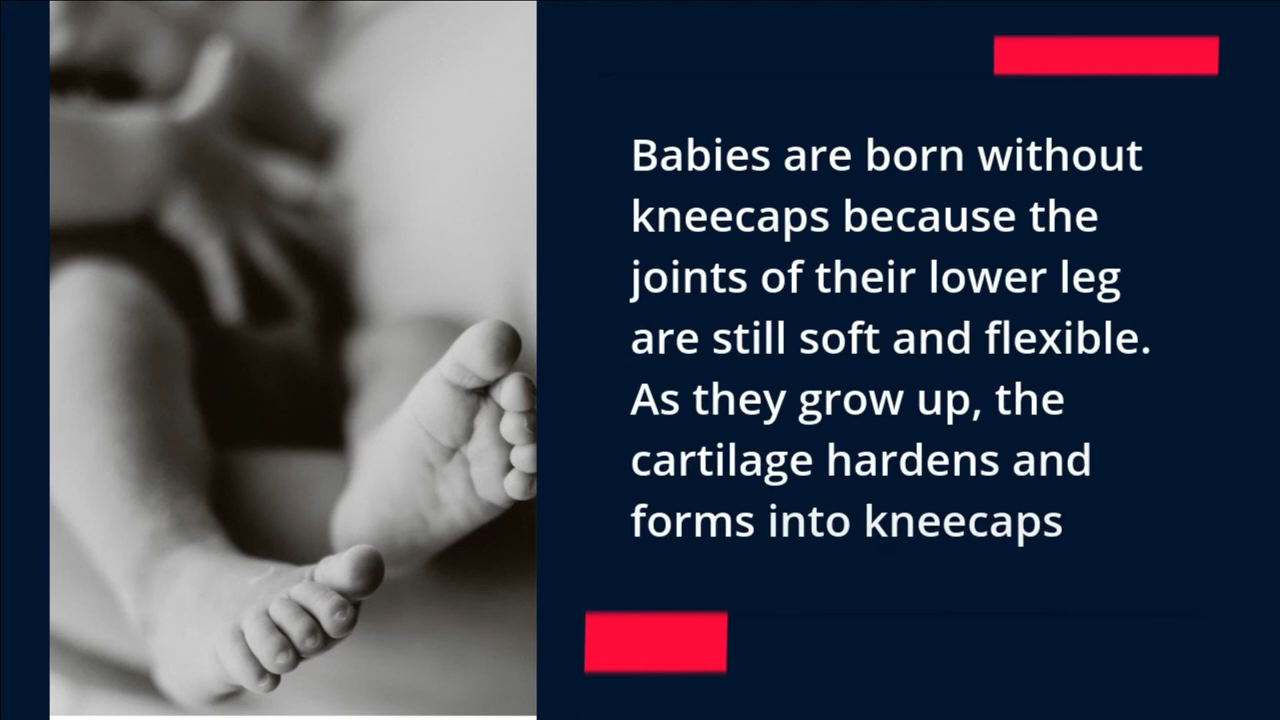 Babies are born without
kneecaps because the
joints of their lower leg
are still soft and flexible.
As they grow up, the
cartilage hardens and
forms into kneecaps